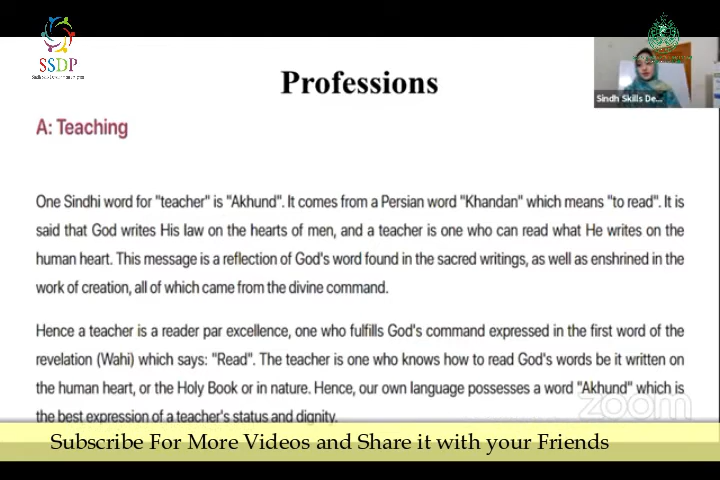 SSDP
Professions
Sindh Skills De...
A: Teaching
One Sindhi word for "teacher" is "Akhund". It comes from a Persian word "Khandan" which means "to read". It is
said that God writes His law on the hearts of men, and a teacher is one who can read what He writes on the
human heart. This message is a reflection of God's word found in the sacred writings, as well as enshrined in the
work of creation, all of which came from the divine command.
Hence a teacher is a reader par excellence, one who fulfills God's command expressed in the first word of the
revelation (Wahi) which says: "Read". The teacher is one who knows how to read God's words be it written on
the human heart, or the Holy Book or in nature. Hence, our own language possesses a word "Akhund" which is
the best expression of a teacher's status and dignity.
zoom
Subscribe For More Videos and Share it with your Friends